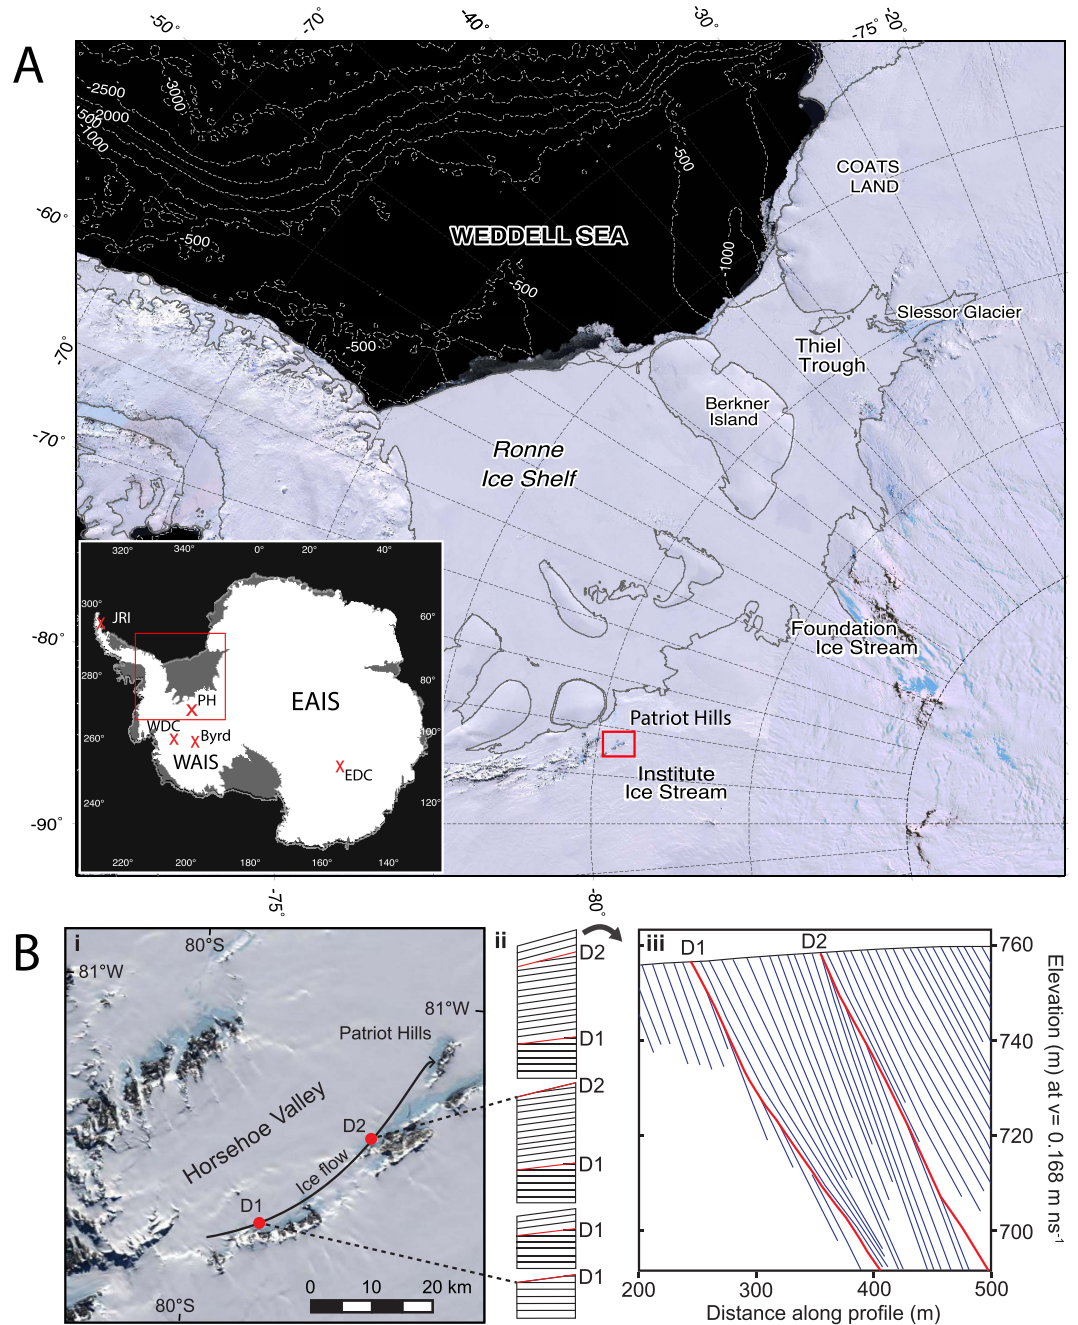 A
-50°
-70°
-40°
-30°
-75°
-20°
-2500
-2000
-500
-1000
-3000
-500
-500
-1000
COATS
LAND
-60°
WEDDELL SEA
-500
-500
Slessor Glacier
Thiel
Trough
-70°
Berkner
Island
-70°
Ronne
Ice Shelf
320°
340°
0°
20°
40°
300°
JRI
60°
-80°
Foundation
Ice Stream
280°
80°
PH
EAIS
Patriot Hills
WDC
Byrd
100°
260°
WAIS
EDC
Institute
Ice Stream
240°
120°
-90°
220°
200°
180°
160°
140°
-75°
-80°
B
i
80°S
81°W
81°W
Patriot Hills
Horsehoe Valley
D2
Ice flow
D1
0
10
20 km
80°S
ii
D2
D1
D2
D1
D1
D1
iii
D1
D2
760
740
720
700
Elevation (m) at v= 0.168 m ns-1
200
300
400
500
Distance along profile (m)